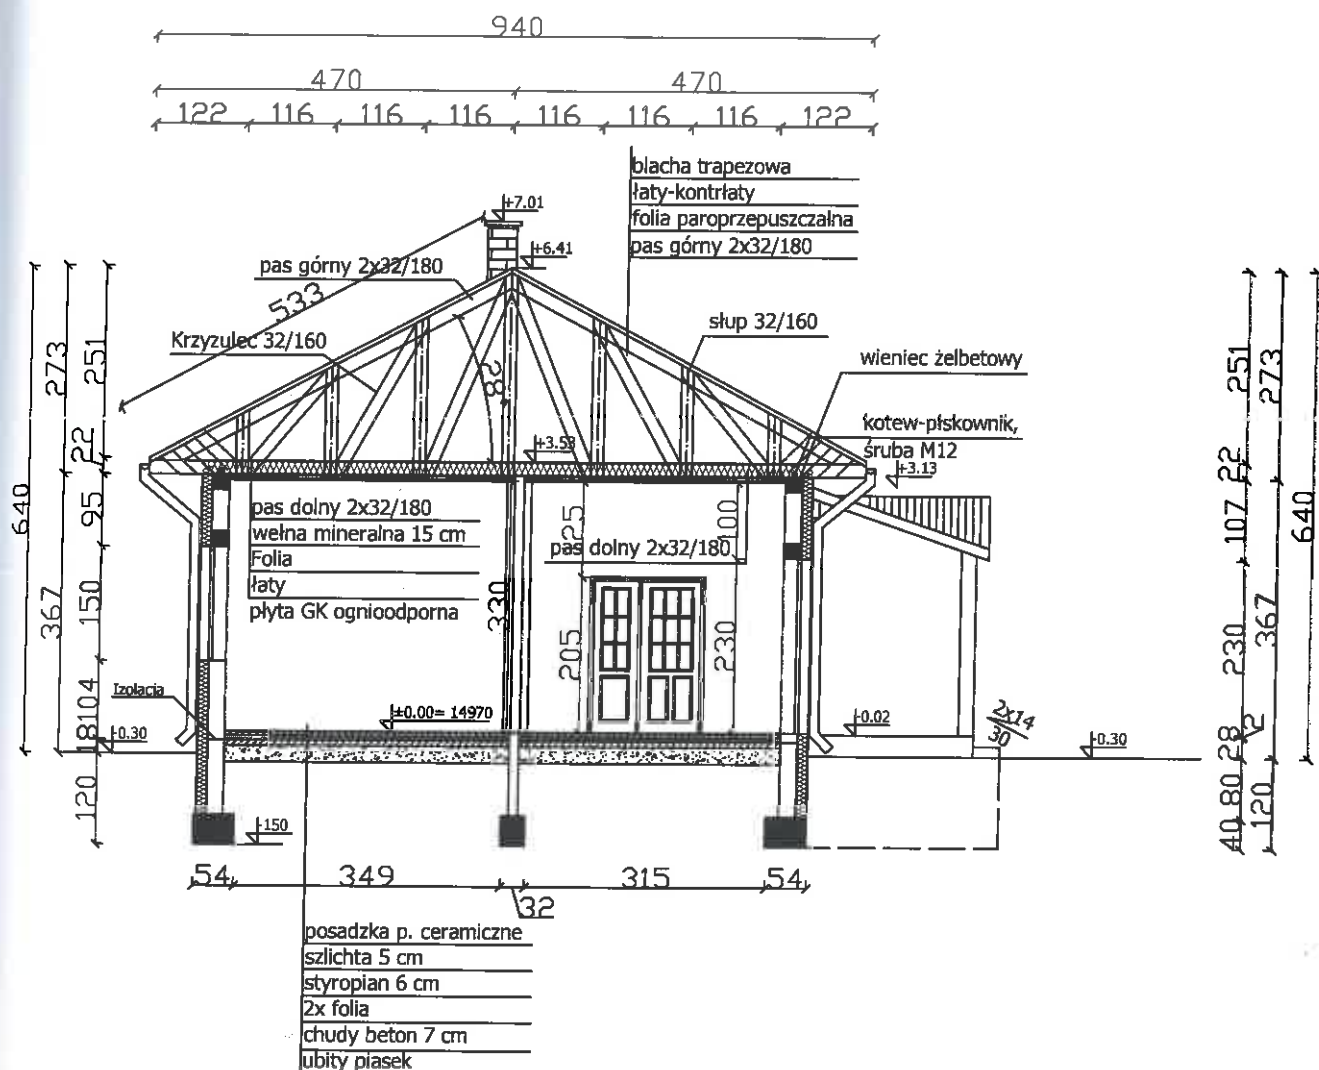 940
470 470
122 116 116 116 116 116 116 122
blacha trapezowa
łaty-kontrłaty
folia paroprzepuszczalna
pas górny 2x32/180
+7.01
+6.41
pas górny 2x32/180
533
Krzyzulec 32/160
28
słup 32/160
wieniec żelbetowy
kotew-płskownik,
śruba M12
+3.13
+3.53
640
273
367
251
22
95
150
104
18
120
pas dolny 2x32/180
wełna mineralna 15 cm
Folia
łaty
płyta GK ognioodporna
330
25
100
pas dolny 2x32/180
205
230
Izolacja
-0.30
±0.00= 14970
-0.02
2x14
30
-0.30
-150
251
22
107
230
2
28
80
40
273
367
120
640
54 349 32 315 54
posadzka p. ceramiczne
szlichta 5 cm
styropian 6 cm
2x folia
chudy beton 7 cm
ubity piasek